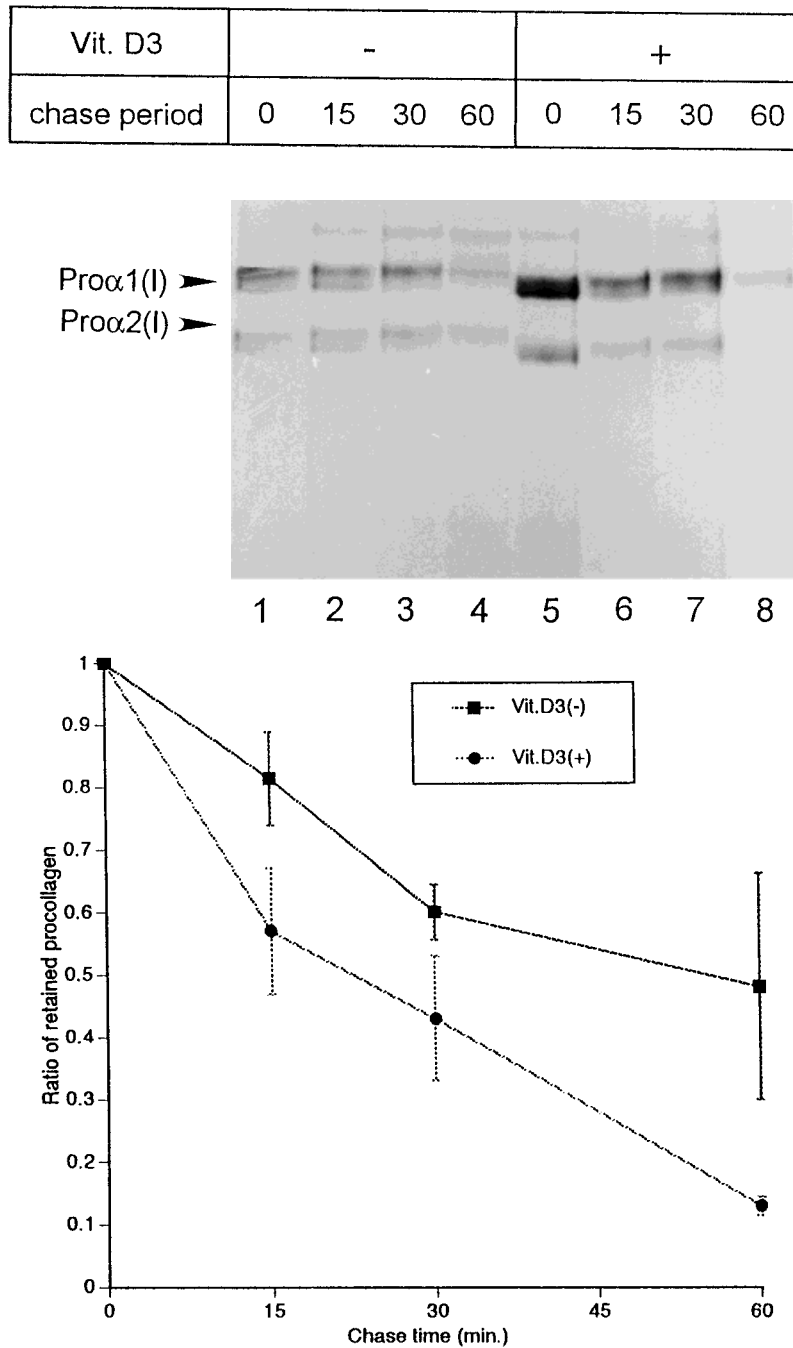 Vit. D3 - +
chase period 0 15 30 60 0 15 30 60
Proα1(I)
Proα2(I)
1 2 3 4 5 6 7 8
Vit.D3(-)
Vit.D3(+)
Ratio of retained procollagen
1
0.9
0.8
0.7
0.6
0.5
0.4
0.3
0.2
0.1
0
0 15 30 45 60
Chase time (min.)